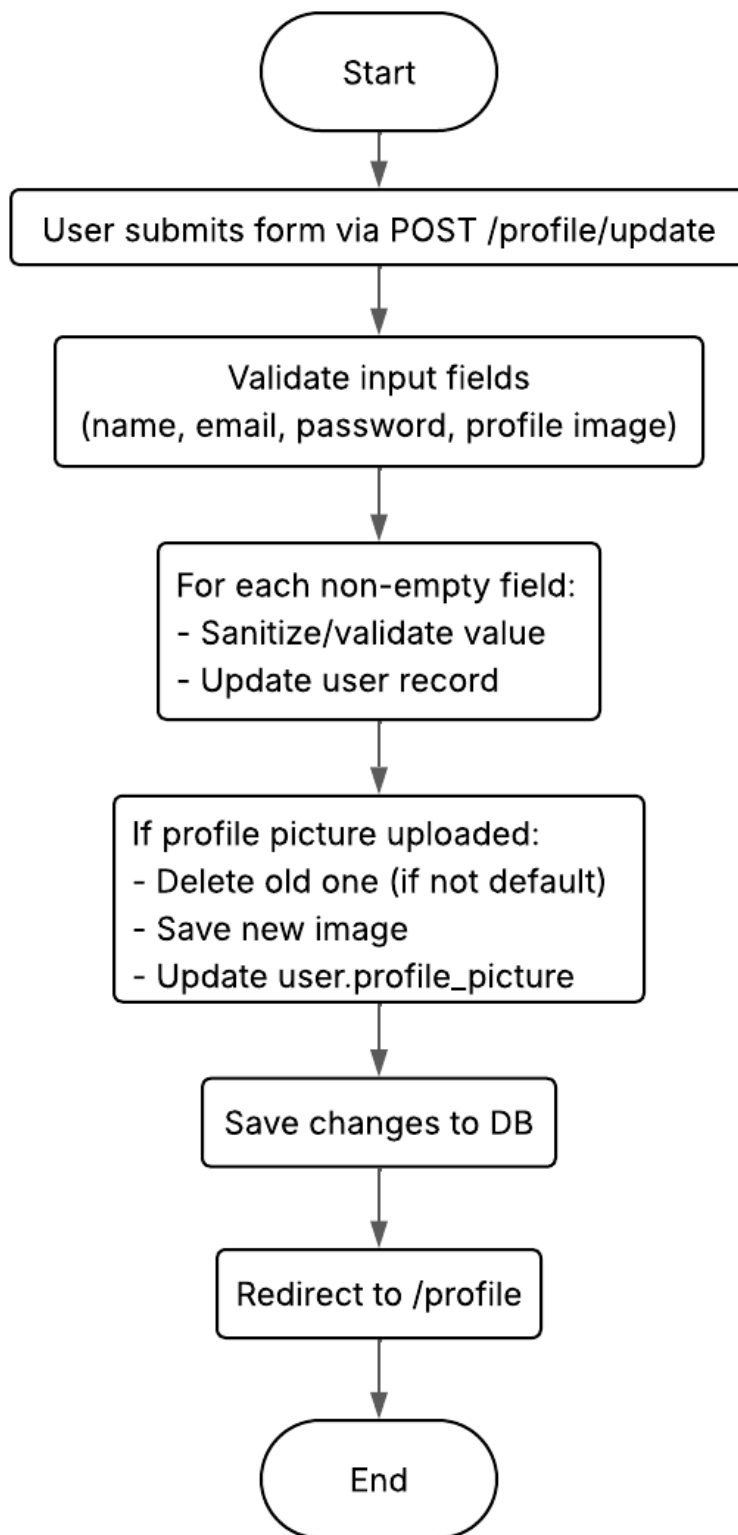 Start
User submits form via POST /profile/update
Validate input fields
(name, email, password, profile image)
For each non-empty field:
- Sanitize/validate value
- Update user record
If profile picture uploaded:
- Delete old one (if not default)
- Save new image
- Update user.profile_picture
Save changes to DB
Redirect to /profile
End